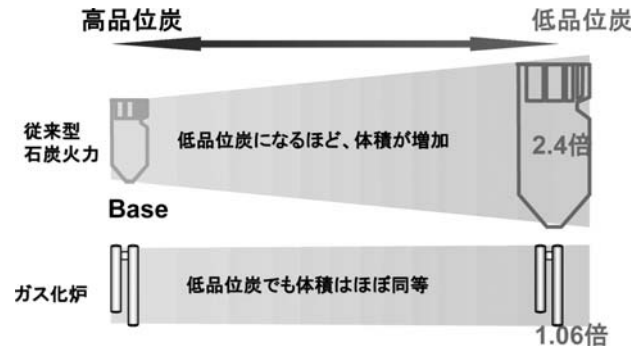 高品位炭
低品位炭
従来型
石炭火力
低品位炭になるほど、体積が増加
2.4倍
Base
ガス化炉
低品位炭でも体積はほぼ同等
1.06倍